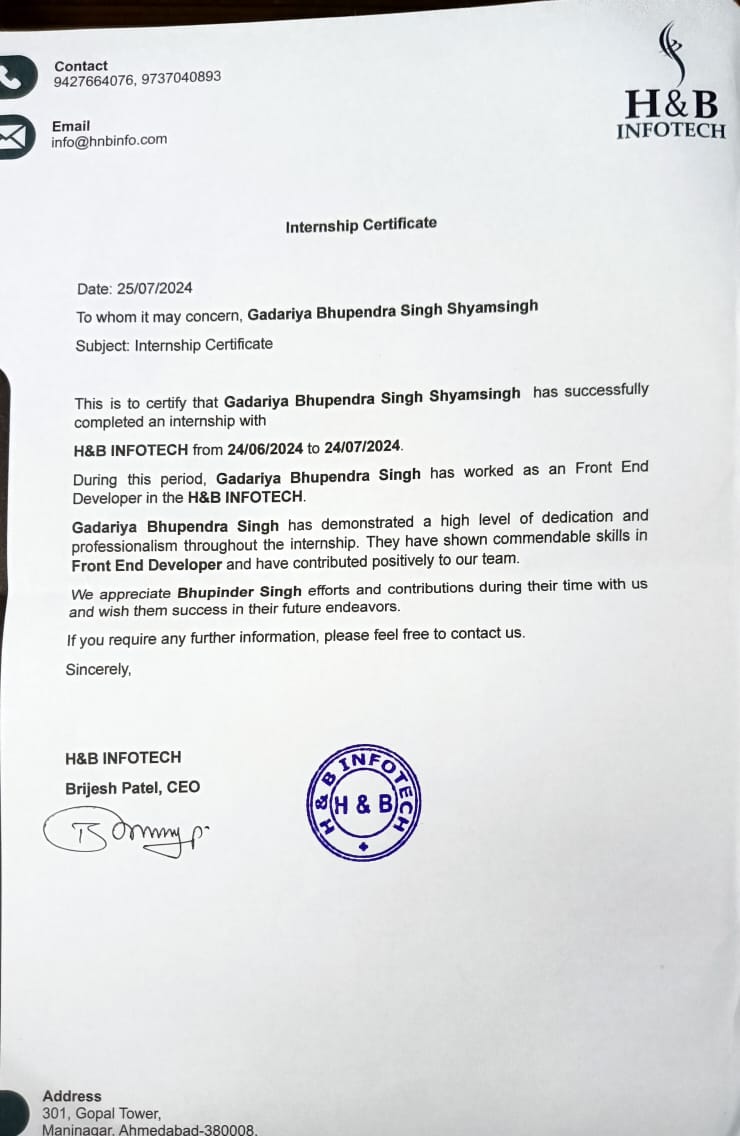 Contact
9427664076, 9737040893
Email
info@hnbinfo.com
H&B
INFOTECH
Internship Certificate
Date: 25/07/2024
To whom it may concern, Gadariya Bhupendra Singh Shyamsingh
Subject: Internship Certificate
This is to certify that Gadariya Bhupendra Singh Shyamsingh has successfully
completed an internship with
H&B INFOTECH from 24/06/2024 to 24/07/2024.
During this period, Gadariya Bhupendra Singh has worked as an Front End
Developer in the H&B INFOTECH.
Gadariya Bhupendra Singh has demonstrated a high level of dedication and
professionalism throughout the internship. They have shown commendable skills in
Front End Developer and have contributed positively to our team.
We appreciate Bhupinder Singh efforts and contributions during their time with us
and wish them success in their future endeavors.
If you require any further information, please feel free to contact us.
Sincerely,
H&B INFOTECH
Brijesh Patel, CEO
H & B INFOTECH
H & B
Address
301, Gopal Tower,
Maninagar, Ahmedabad-380008.